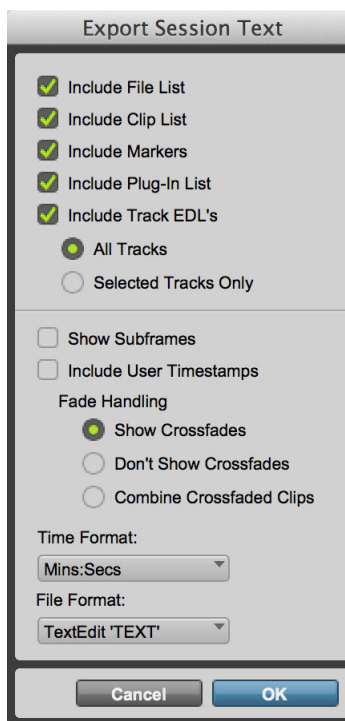 Export Session Text
Include File List
Include Clip List
Include Markers
Include Plug-In List
Include Track EDL's
All Tracks
Selected Tracks Only
Show Subframes
Include User Timestamps
Fade Handling
Show Crossfades
Don't Show Crossfades
Combine Crossfaded Clips
Time Format:
Mins:Secs
File Format:
TextEdit 'TEXT'
Cancel OK